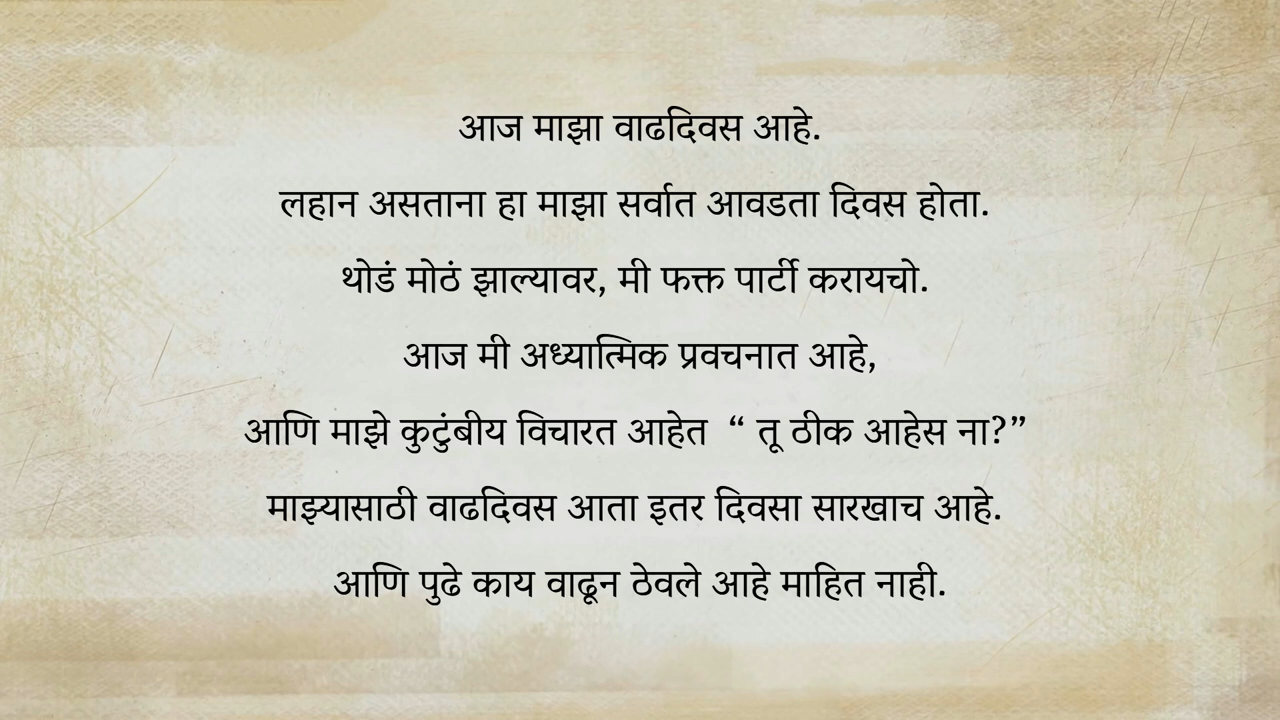 आज माझा वाढदिवस आहे.
लहान असताना हा माझा सर्वात आवडता दिवस होता.
थोडं मोठं झाल्यावर, मी फक्त पार्टी करायचो.
आज मी अध्यात्मिक प्रवचनात आहे,
आणि माझे कुटुंबीय विचारत आहेत “ तू ठीक आहेस ना?”
माझ्यासाठी वाढदिवस आता इतर दिवसा सारखाच आहे.
आणि पुढे काय वाढून ठेवले आहे माहित नाही.